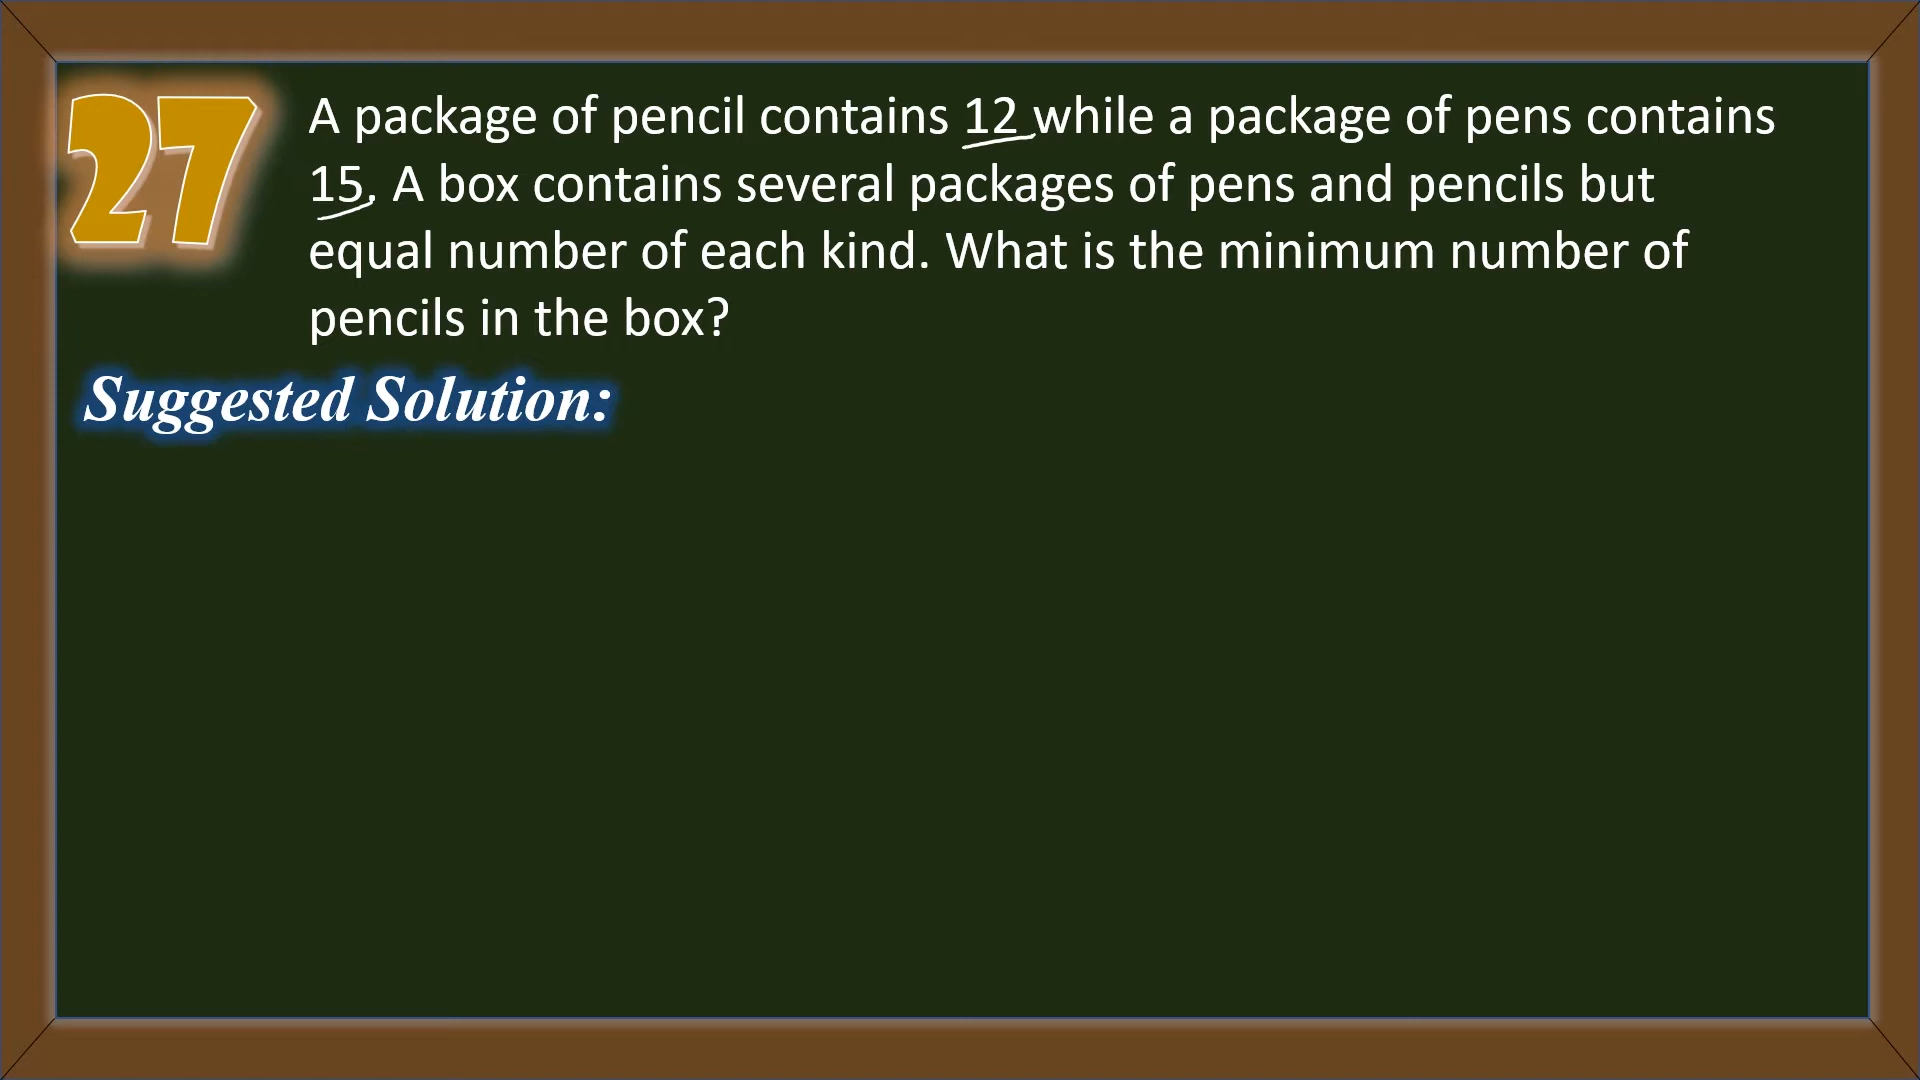 27
A package of pencil contains 12 while a package of pens contains
15. A box contains several packages of pens and pencils but
equal number of each kind. What is the minimum number of
pencils in the box?
Suggested Solution: